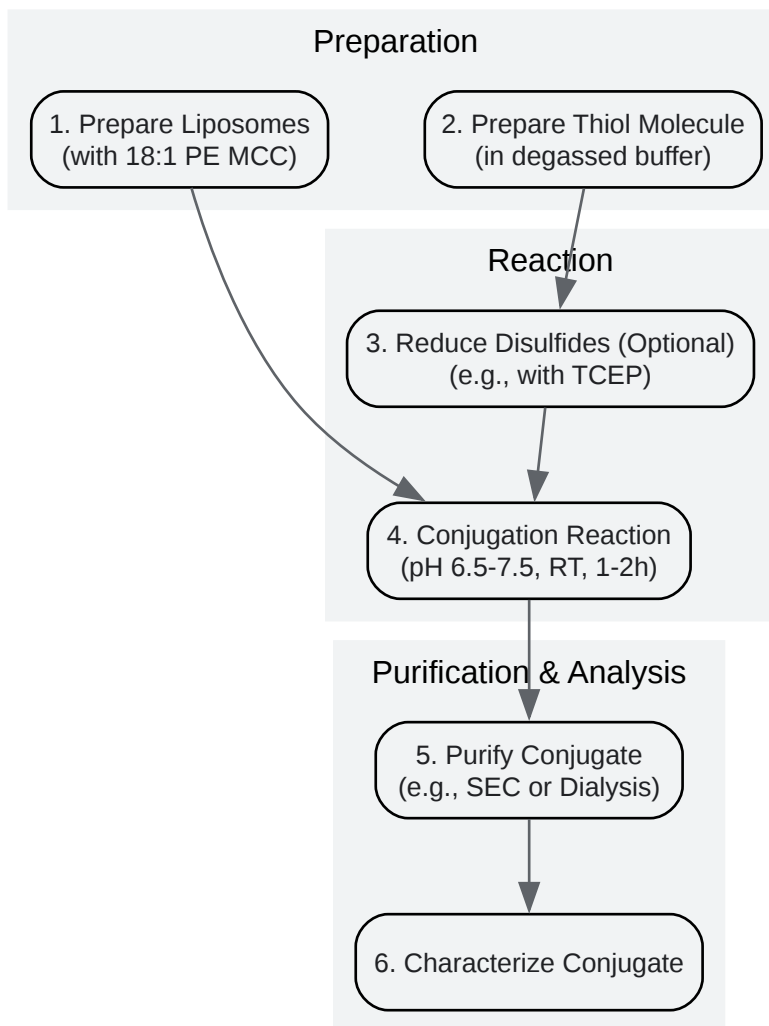 Preparation
1. Prepare Liposomes
(with 18:1 PE MCC)
2. Prepare Thiol Molecule
(in degassed buffer)
Reaction
3. Reduce Disulfides (Optional)
(e.g., with TCEP)
4. Conjugation Reaction
(pH 6.5-7.5, RT, 1-2h)
Purification & Analysis
5. Purify Conjugate
(e.g., SEC or Dialysis)
6. Characterize Conjugate